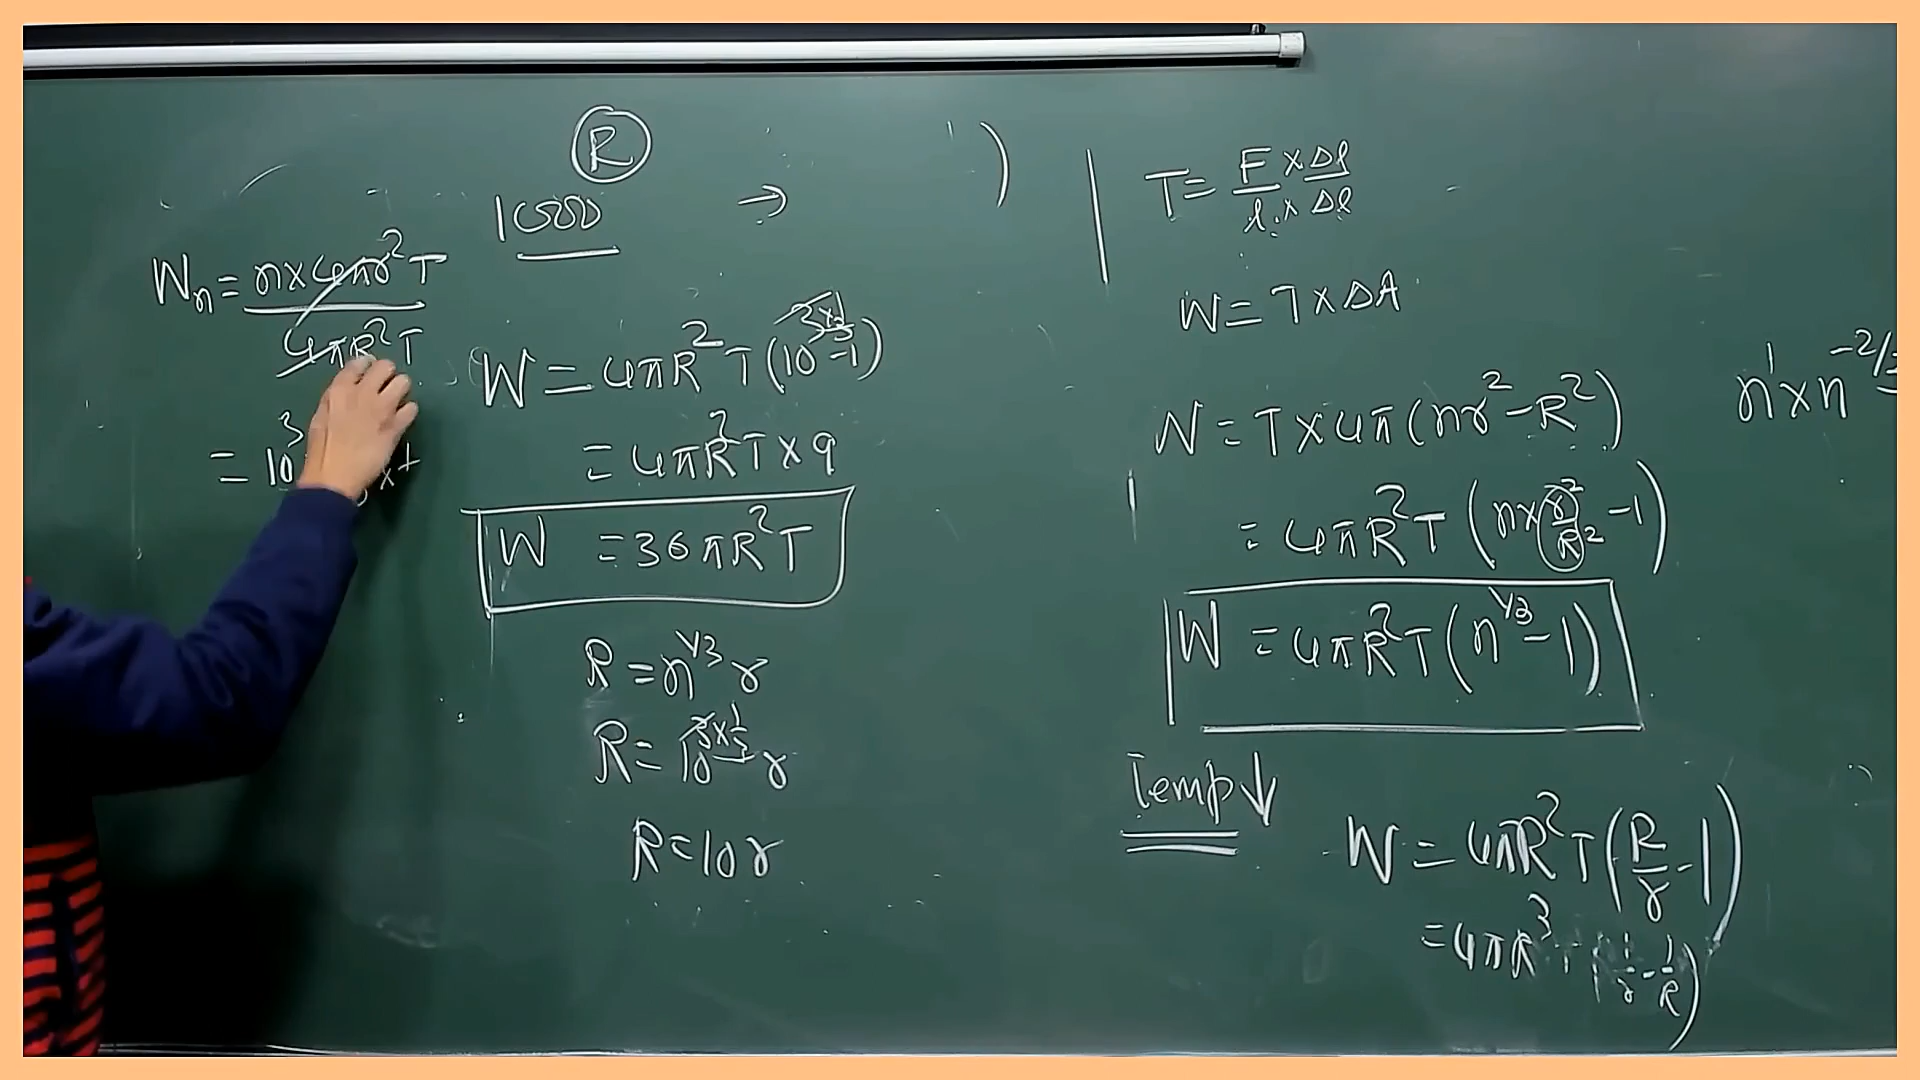 R
1000 →
Wn = n×4πr²T
4πR²T
= 10³
W = 4πR²T(10^(3×1/3)-1)
= 4πR²T×9
W = 36πR²T
R = n^(1/3) r
R = 10^(3×1/3) r
R = 10r
T = F × Δl
l × Δl
W = T × ΔA
W = T×4π(nr²-R²)
= 4πR²T(n×r²/R²-1)
W = 4πR²T(n^(1/3)-1)
n¹×n^-2/3
Temp ↓
W = 4πR²T(R/r-1)
= 4πR³T(1/r-1/R)